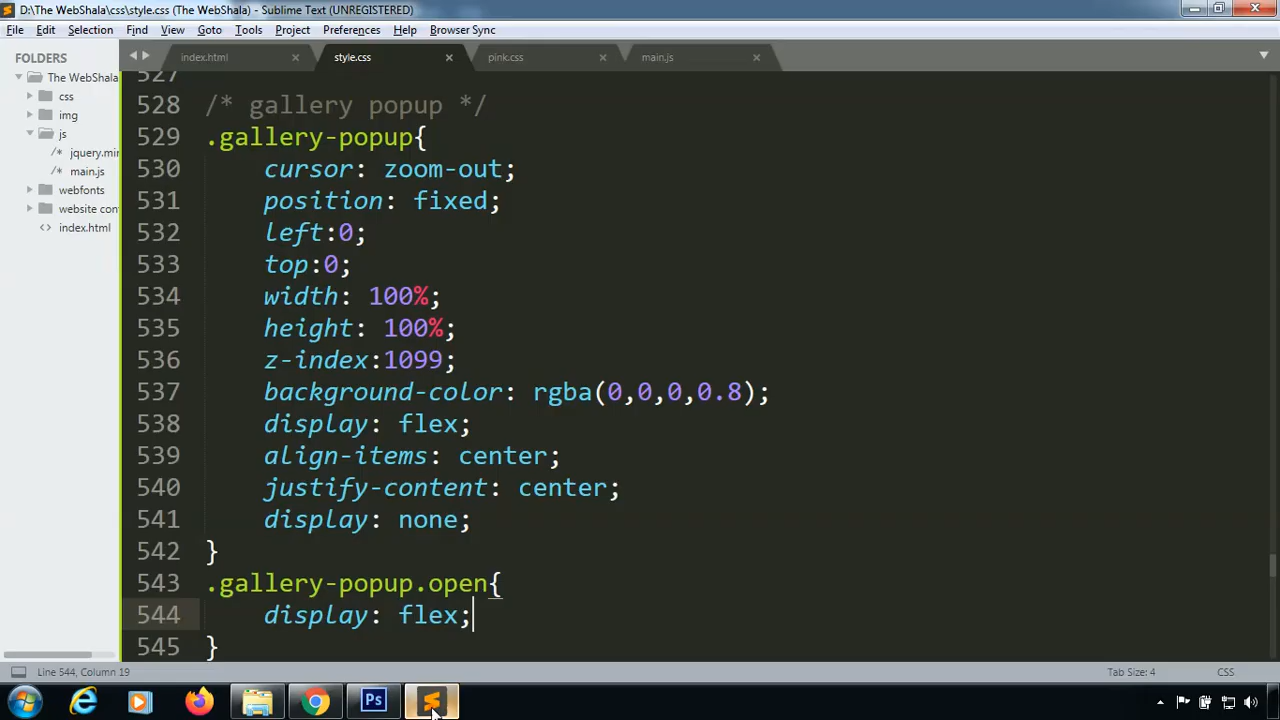 D:\The WebShala\css\style.css (The WebShala) - Sublime Text (UNREGISTERED)
File Edit Selection Find View Goto Tools Project Preferences Help Browser Sync
FOLDERS
The WebShala
css
img
js
jquery.min
main.js
webfonts
website con
index.html
index.html style.css pink.css main.js
527
528 /* gallery popup */
529 .gallery-popup{
530 cursor: zoom-out;
531 position: fixed;
532 left:0;
533 top:0;
534 width: 100%;
535 height: 100%;
536 z-index:1099;
537 background-color: rgba(0,0,0,0.8);
538 display: flex;
539 align-items: center;
540 justify-content: center;
541 display: none;
542 }
543 .gallery-popup.open{
544 display: flex;
545 }
Line 544, Column 19 Tab Size: 4 CSS
Ps